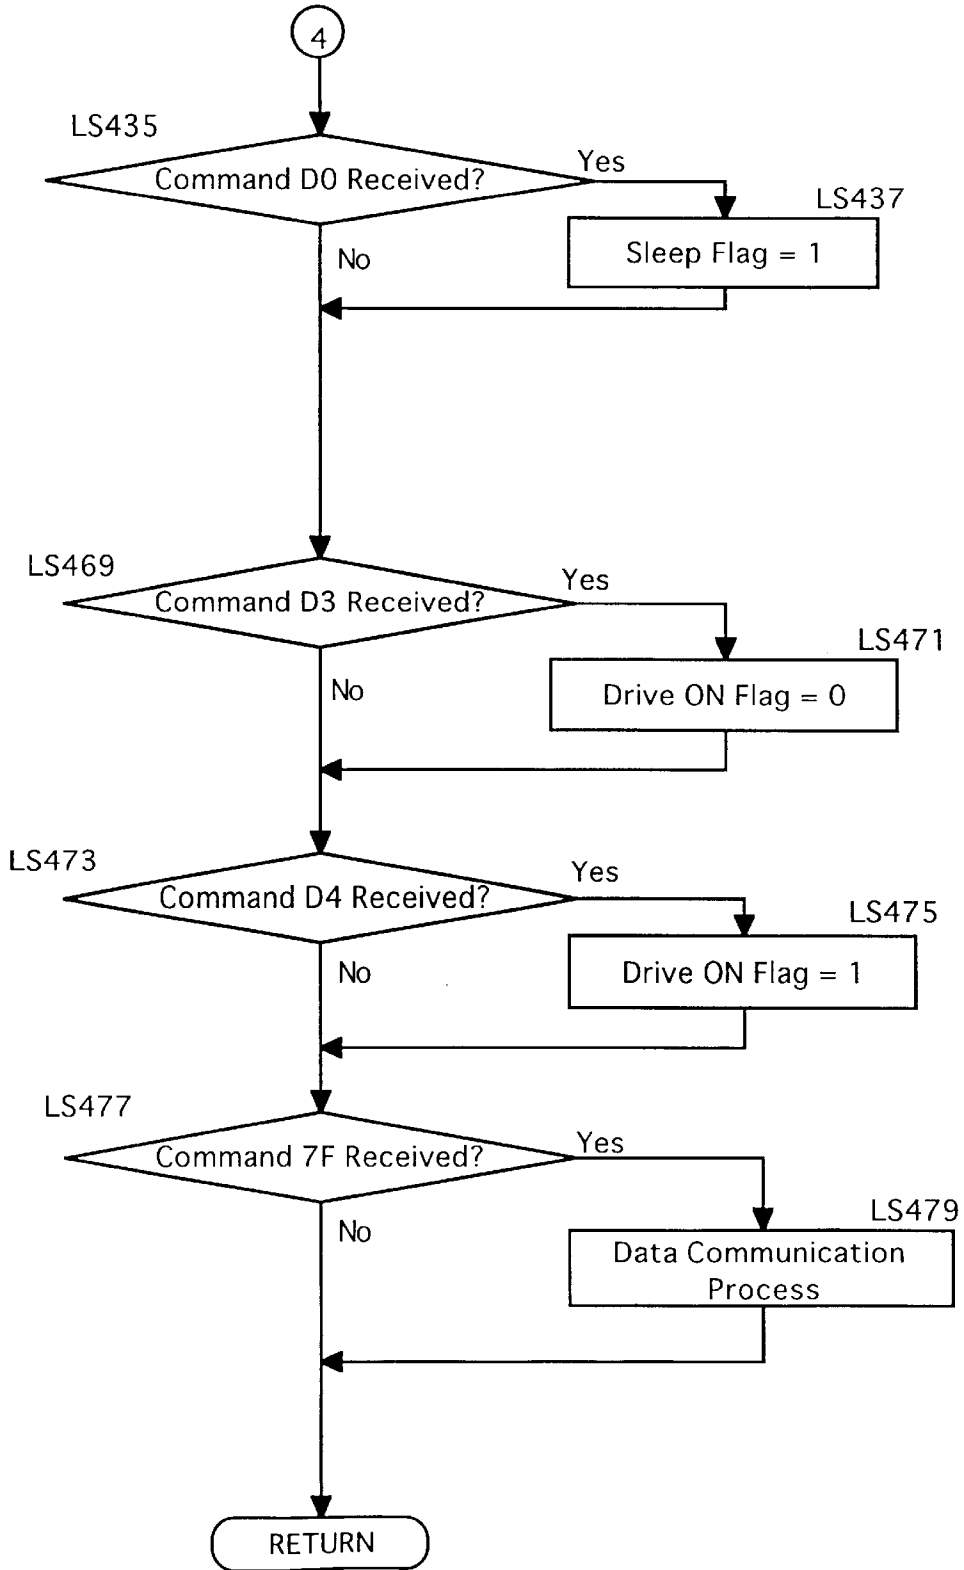 4
LS435
Command D0 Received?
Yes
LS437
Sleep Flag = 1
No
LS469
Command D3 Received?
Yes
LS471
Drive ON Flag = 0
No
LS473
Command D4 Received?
Yes
LS475
Drive ON Flag = 1
No
LS477
Command 7F Received?
Yes
LS479
Data Communication
Process
No
RETURN